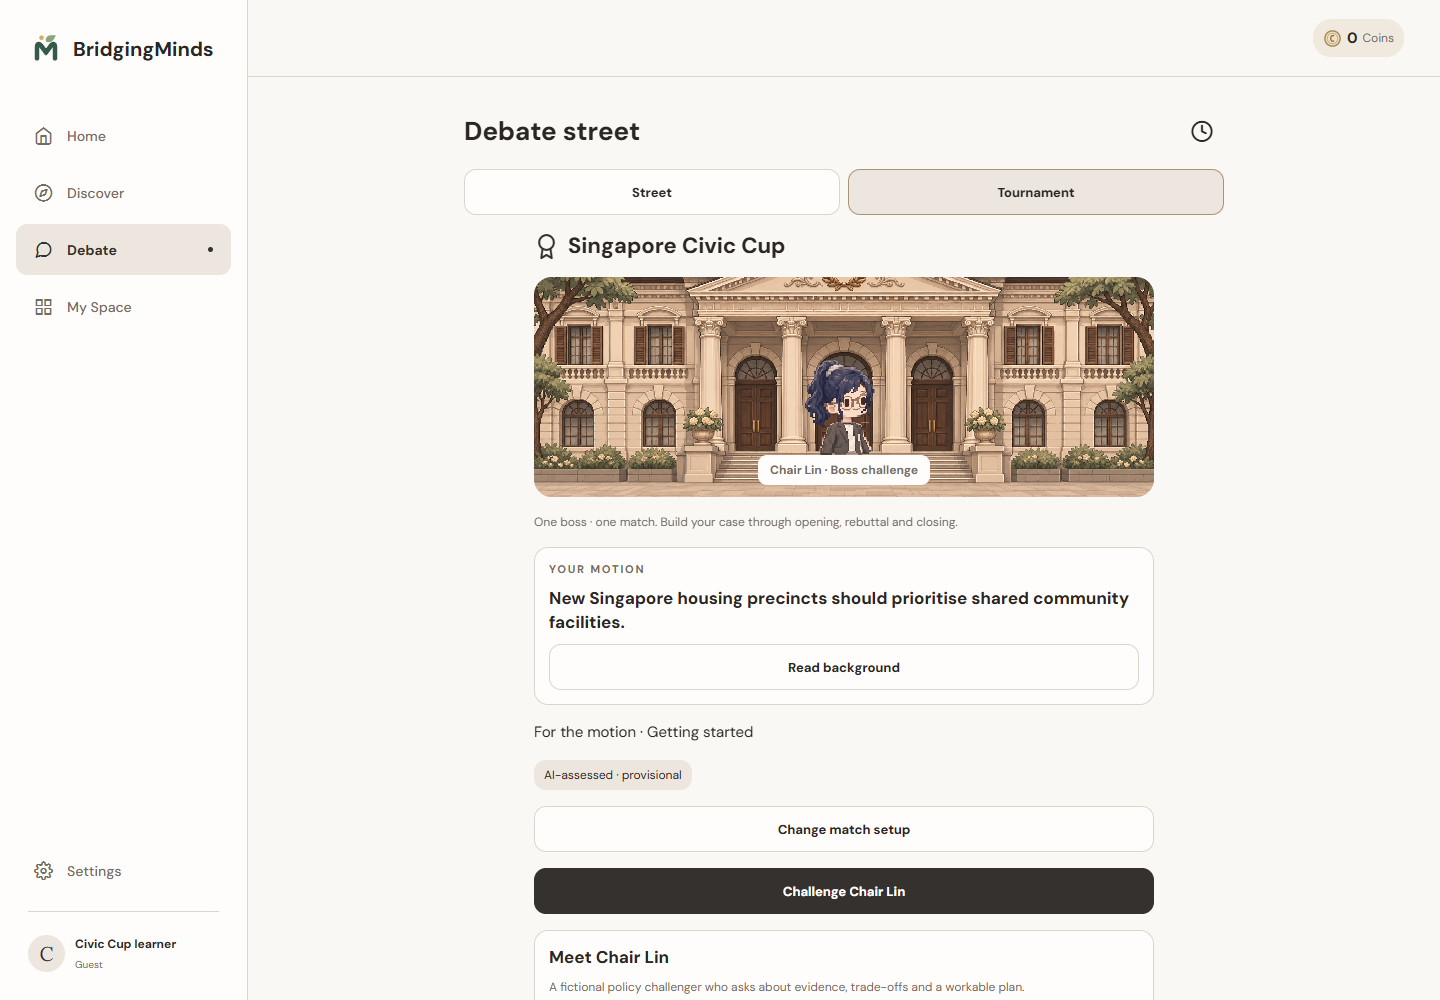 BridgingMinds
0 Coins
Home
Discover
Debate
My Space
Settings
C
Civic Cup learner
Guest
Debate street
Street
Tournament
Singapore Civic Cup
Chair Lin · Boss challenge
One boss · one match. Build your case through opening, rebuttal and closing.
YOUR MOTION
New Singapore housing precincts should prioritise shared community
facilities.
Read background
For the motion · Getting started
AI-assessed · provisional
Change match setup
Challenge Chair Lin
Meet Chair Lin
A fictional policy challenger who asks about evidence, trade-offs and a workable plan.